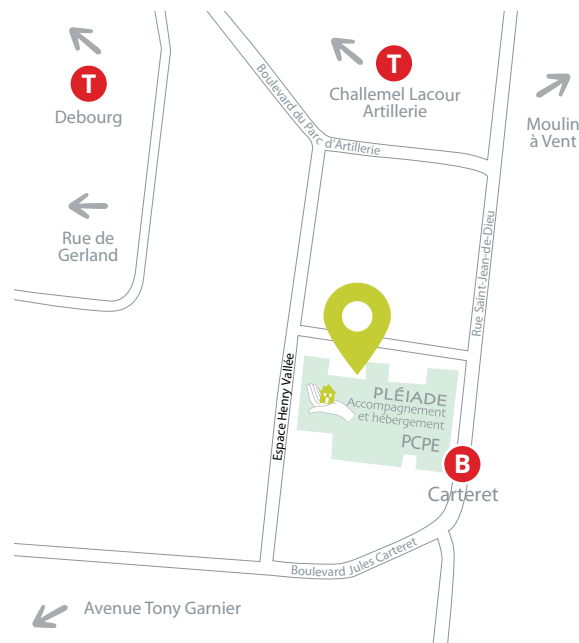 T
Debourg
T
Challemel Lacour
Artillerie
Moulin
à Vent
Boulevard du Parc d'Artillerie
Rue de
Gerland
Rue Saint-Jean-de-Dieu
Espace Henry Vallée
PLÉIADE
Accompagnement
et hébergement
PCPE
B
Carteret
Boulevard Jules Carteret
Avenue Tony Garnier